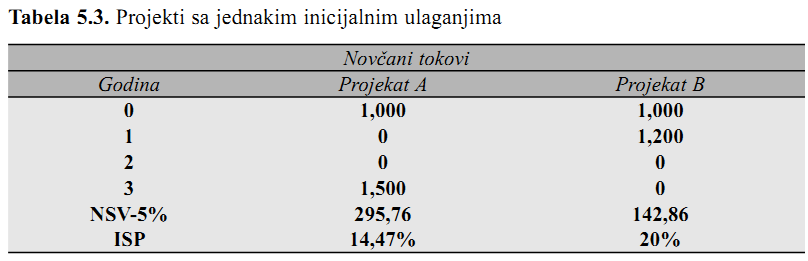 Tabela 5.3. Projekti sa jednakim inicijalnim ulaganjima
Novčani tokovi
Godina Projekat A Projekat B
0 1,000 1,000
1 0 1,200
2 0 0
3 1,500 0
NSV-5% 295,76 142,86
ISP 14,47% 20%